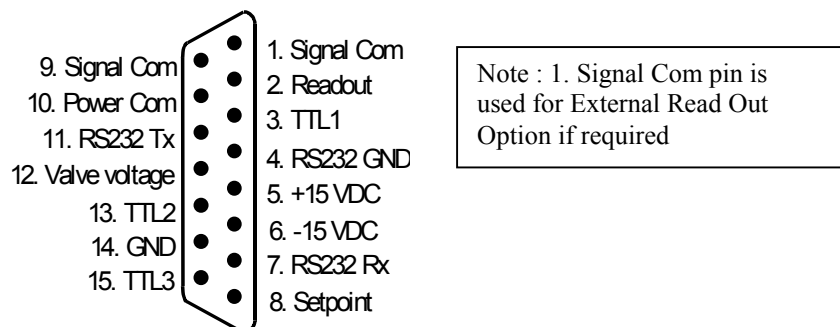 9. Signal Com
10. Power Com
11. RS232 Tx
12. Valve voltage
13. TTL2
14. GND
15. TTL3
1. Signal Com
2. Readout
3. TTL1
4. RS232 GND
5. +15 VDC
6. -15 VDC
7. RS232 Rx
8. Setpoint
Note : 1. Signal Com pin is
used for External Read Out
Option if required